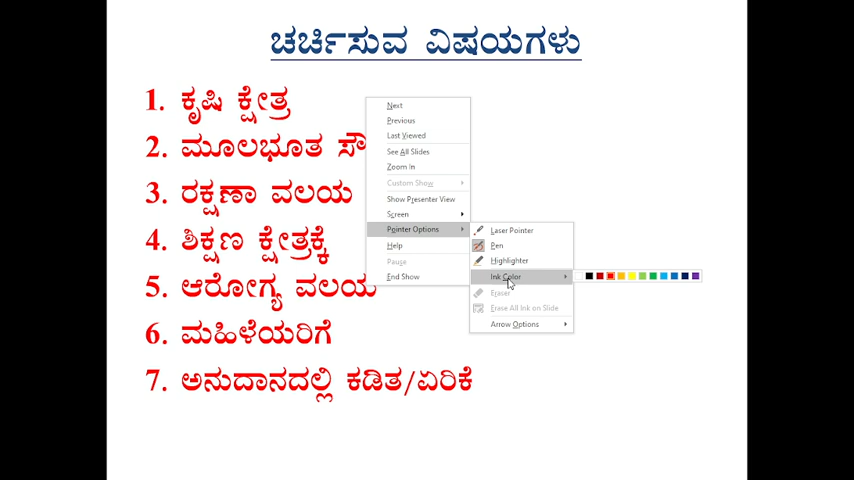 ಚರ್ಚಿಸುವ ವಿಷಯಗಳು
1. ಕೃಷಿ ಕ್ಷೇತ್ರ
2. ಮೂಲಭೂತ
3. ರಕ್ಷಣಾ ವಲಯ
4. ಶಿಕ್ಷಣ ಕ್ಷೇತ್ರಕ್ಕೆ
5. ಆರೋಗ್ಯ ವಲಯ
6. ಮಹಿಳೆಯರಿಗೆ
7. ಅನುದಾನದಲ್ಲಿ ಕಡಿತ/ಏರಿಕೆ
Next
Previous
Last Viewed
See All Slides
Zoom In
Custom Show
Show Presenter View
Screen
Pointer Options
Help
Pause
End Show
Laser Pointer
Pen
Highlighter
Ink Color
Eraser
Erase All Ink on Slide
Arrow Options